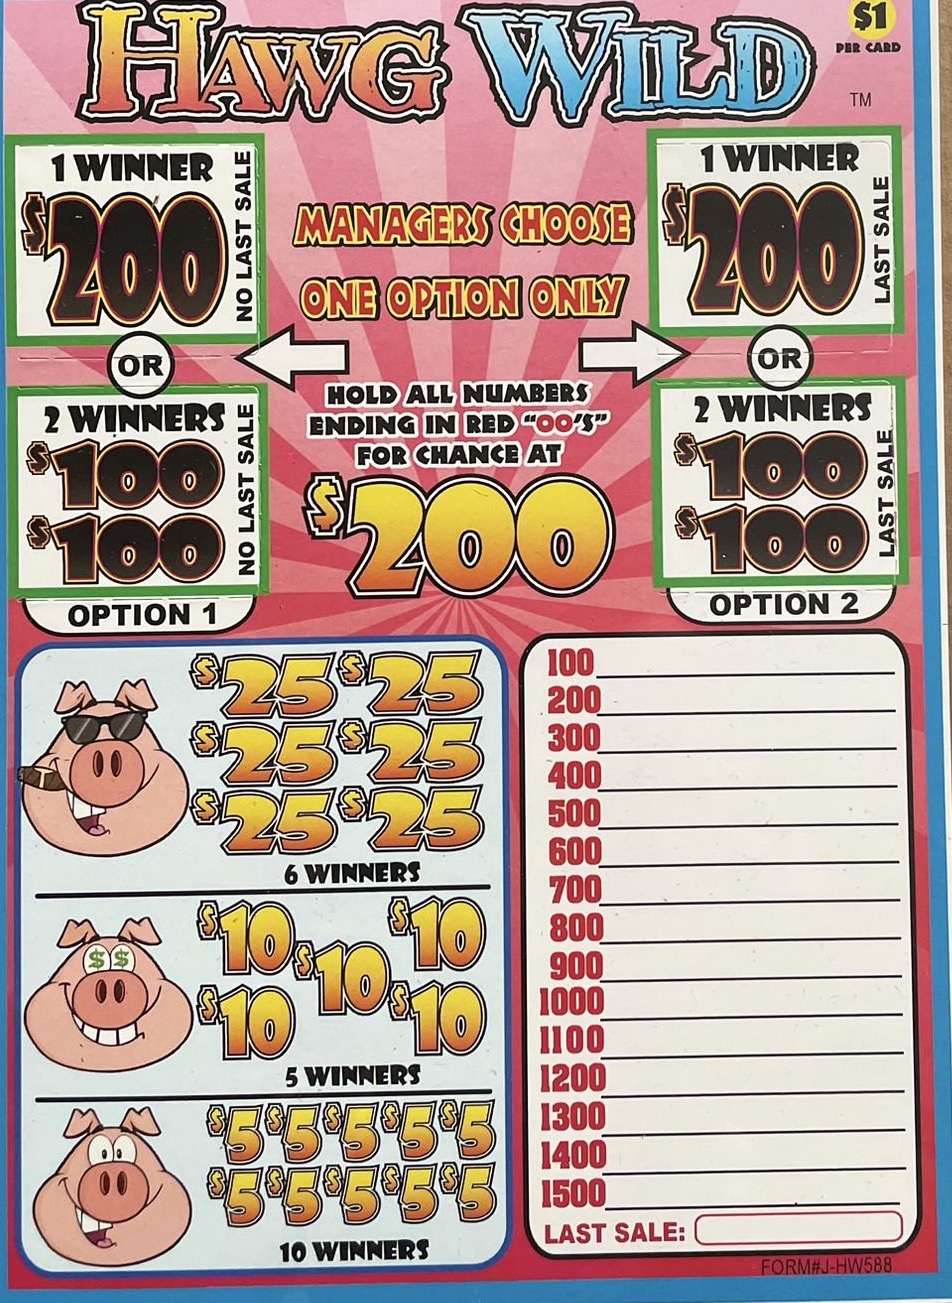 HAWG WILD
TM
$1
PER CARD
1 WINNER
$200
NO LAST SALE
OR
2 WINNERS
$100
$100
NO LAST SALE
OPTION 1
MANAGERS CHOOSE
ONE OPTION ONLY
HOLD ALL NUMBERS
ENDING IN RED "00'S"
FOR CHANCE AT
$200
1 WINNER
$200
LAST SALE
OR
2 WINNERS
$100
$100
LAST SALE
OPTION 2
$25 $25
$25 $25
$25 $25
6 WINNERS
$ $
$10 $10
$10
$10 $10
5 WINNERS
$5 $5 $5 $5 $5
$5 $5 $5 $5 $5
10 WINNERS
100
200
300
400
500
600
700
800
900
1000
1100
1200
1300
1400
1500
LAST SALE:
FORM#J-HW588